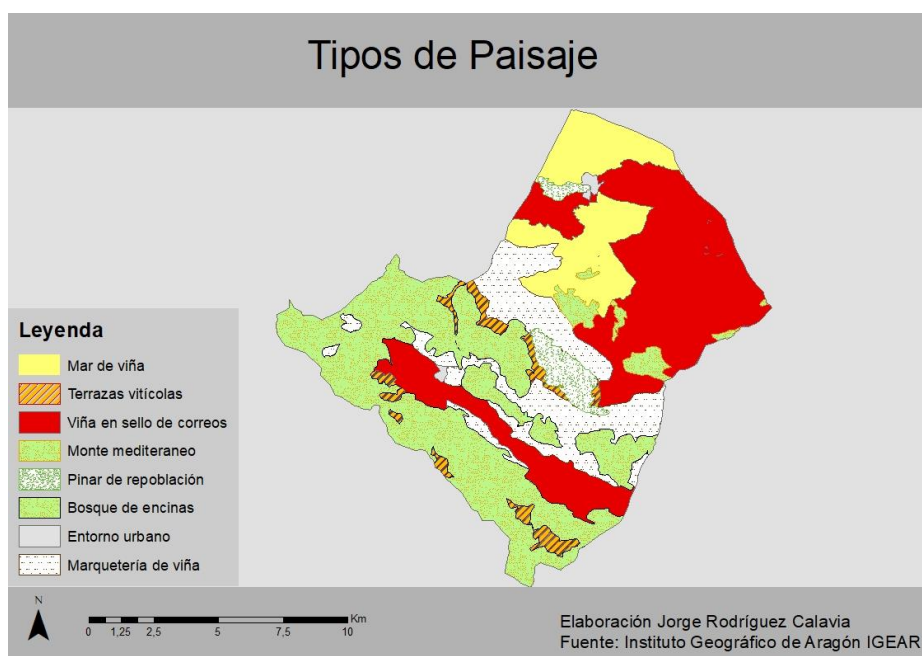 Tipos de Paisaje
Leyenda
Mar de viña
Terrazas vitícolas
Viña en sello de correos
Monte mediteraneo
Pinar de repoblación
Bosque de encinas
Entorno urbano
Marquetería de viña
N
Km
0 1,25 2,5 5 7,5 10
Elaboración Jorge Rodríguez Calavia
Fuente: Instituto Geográfico de Aragón IGEAR